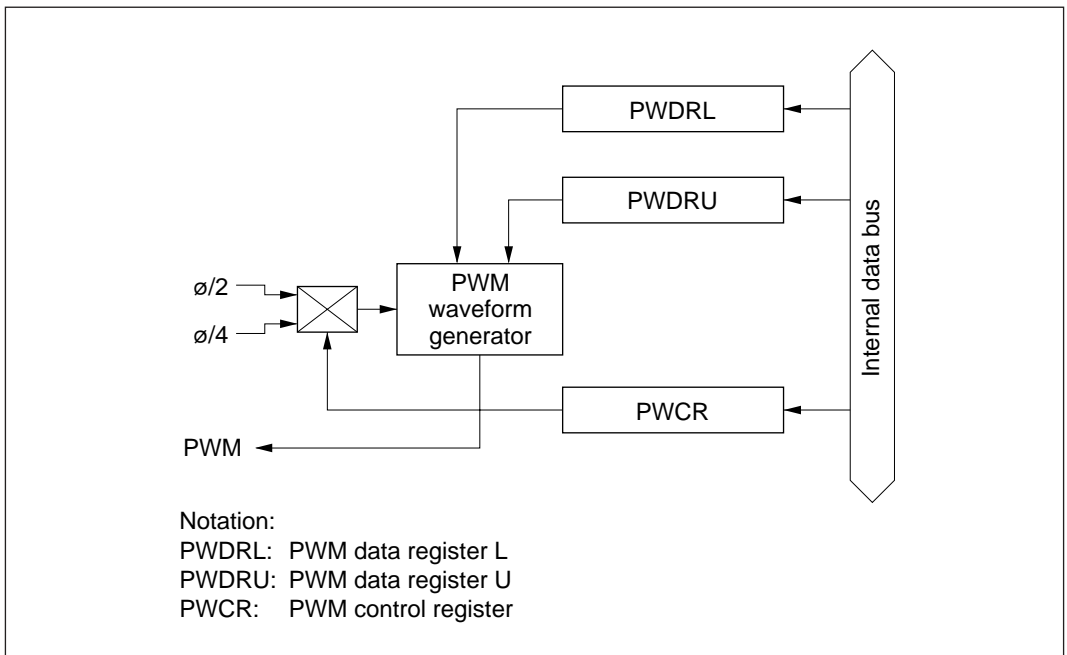 PWDRL
PWDRU
ø/2
ø/4
PWM
waveform
generator
Internal data bus
PWCR
PWM
Notation:
PWDRL: PWM data register L
PWDRU: PWM data register U
PWCR: PWM control register